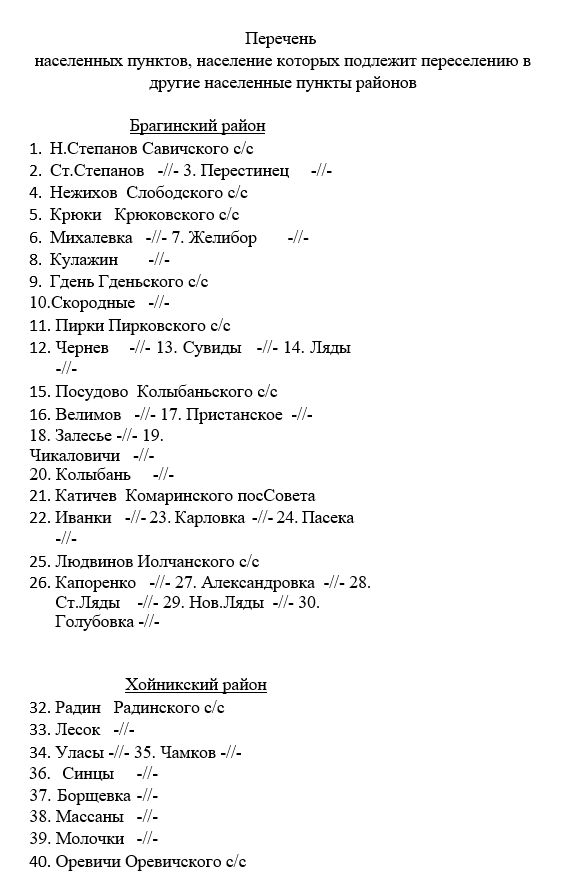 Перечень
населенных пунктов, население которых подлежит переселению в
другие населенные пункты районов
Брагинский район
1. Н.Степанов Савичского с/с
2. Ст.Степанов -//- 3. Перестинец -//-
4. Нежихов Слободского с/с
5. Крюки Крюковского с/с
6. Михалевка -//- 7. Желибор -//-
8. Кулажин -//-
9. Гдень Гденьского с/с
10.Скородные -//-
11. Пирки Пирковского с/с
12. Чернев -//- 13. Сувиды -//- 14. Ляды
-//-
15. Посудово Колыбаньского с/с
16. Велимов -//- 17. Пристанское -//-
18. Залесье -//- 19.
Чикаловичи -//-
20. Колыбань -//-
21. Катичев Комаринского посСовета
22. Иванки -//- 23. Карловка -//- 24. Пасека
-//-
25. Людвинов Иолчанского с/с
26. Капоренко -//- 27. Александровка -//- 28.
Ст.Ляды -//- 29. Нов.Ляды -//- 30.
Голубовка -//-
Хойникский район
32. Радин Радинского с/с
33. Лесок -//-
34. Уласы -//- 35. Чамков -//-
36. Синцы -//-
37. Борщевка -//-
38. Массаны -//-
39. Молочки -//-
40. Оревичи Оревичского с/с